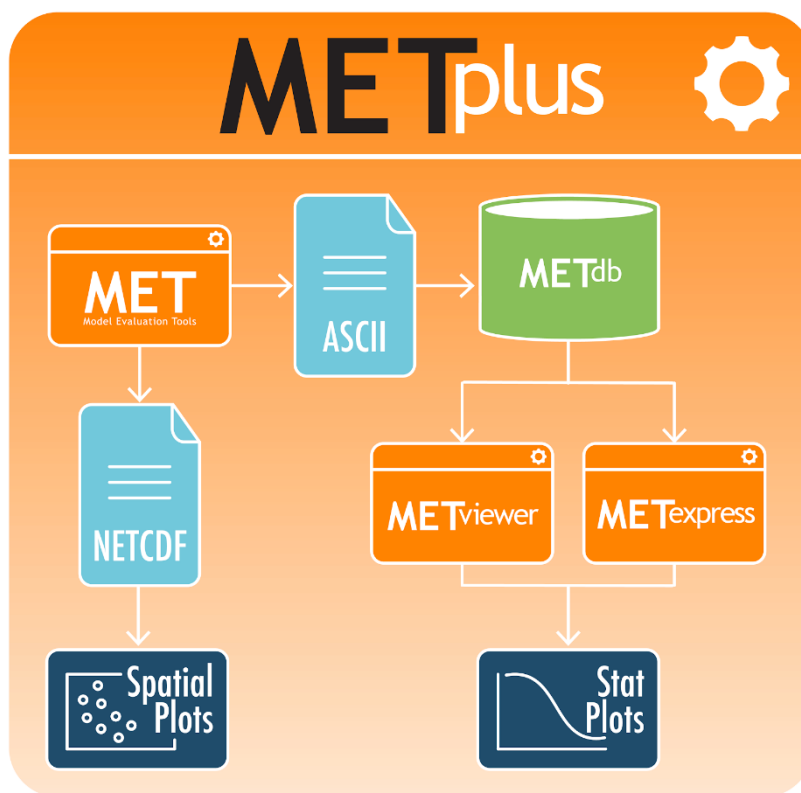 METplus
MET
Model Evaluation Tools
ASCII
METdb
NETCDF
METviewer
METexpress
Spatial
Plots
Stat
Plots